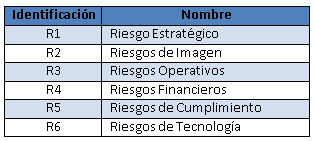 Identificación Nombre
R1 Riesgo Estratégico
R2 Riesgos de Imagen
R3 Riesgos Operativos
R4 Riesgos Financieros
R5 Riesgos de Cumplimiento
R6 Riesgos de Tecnología